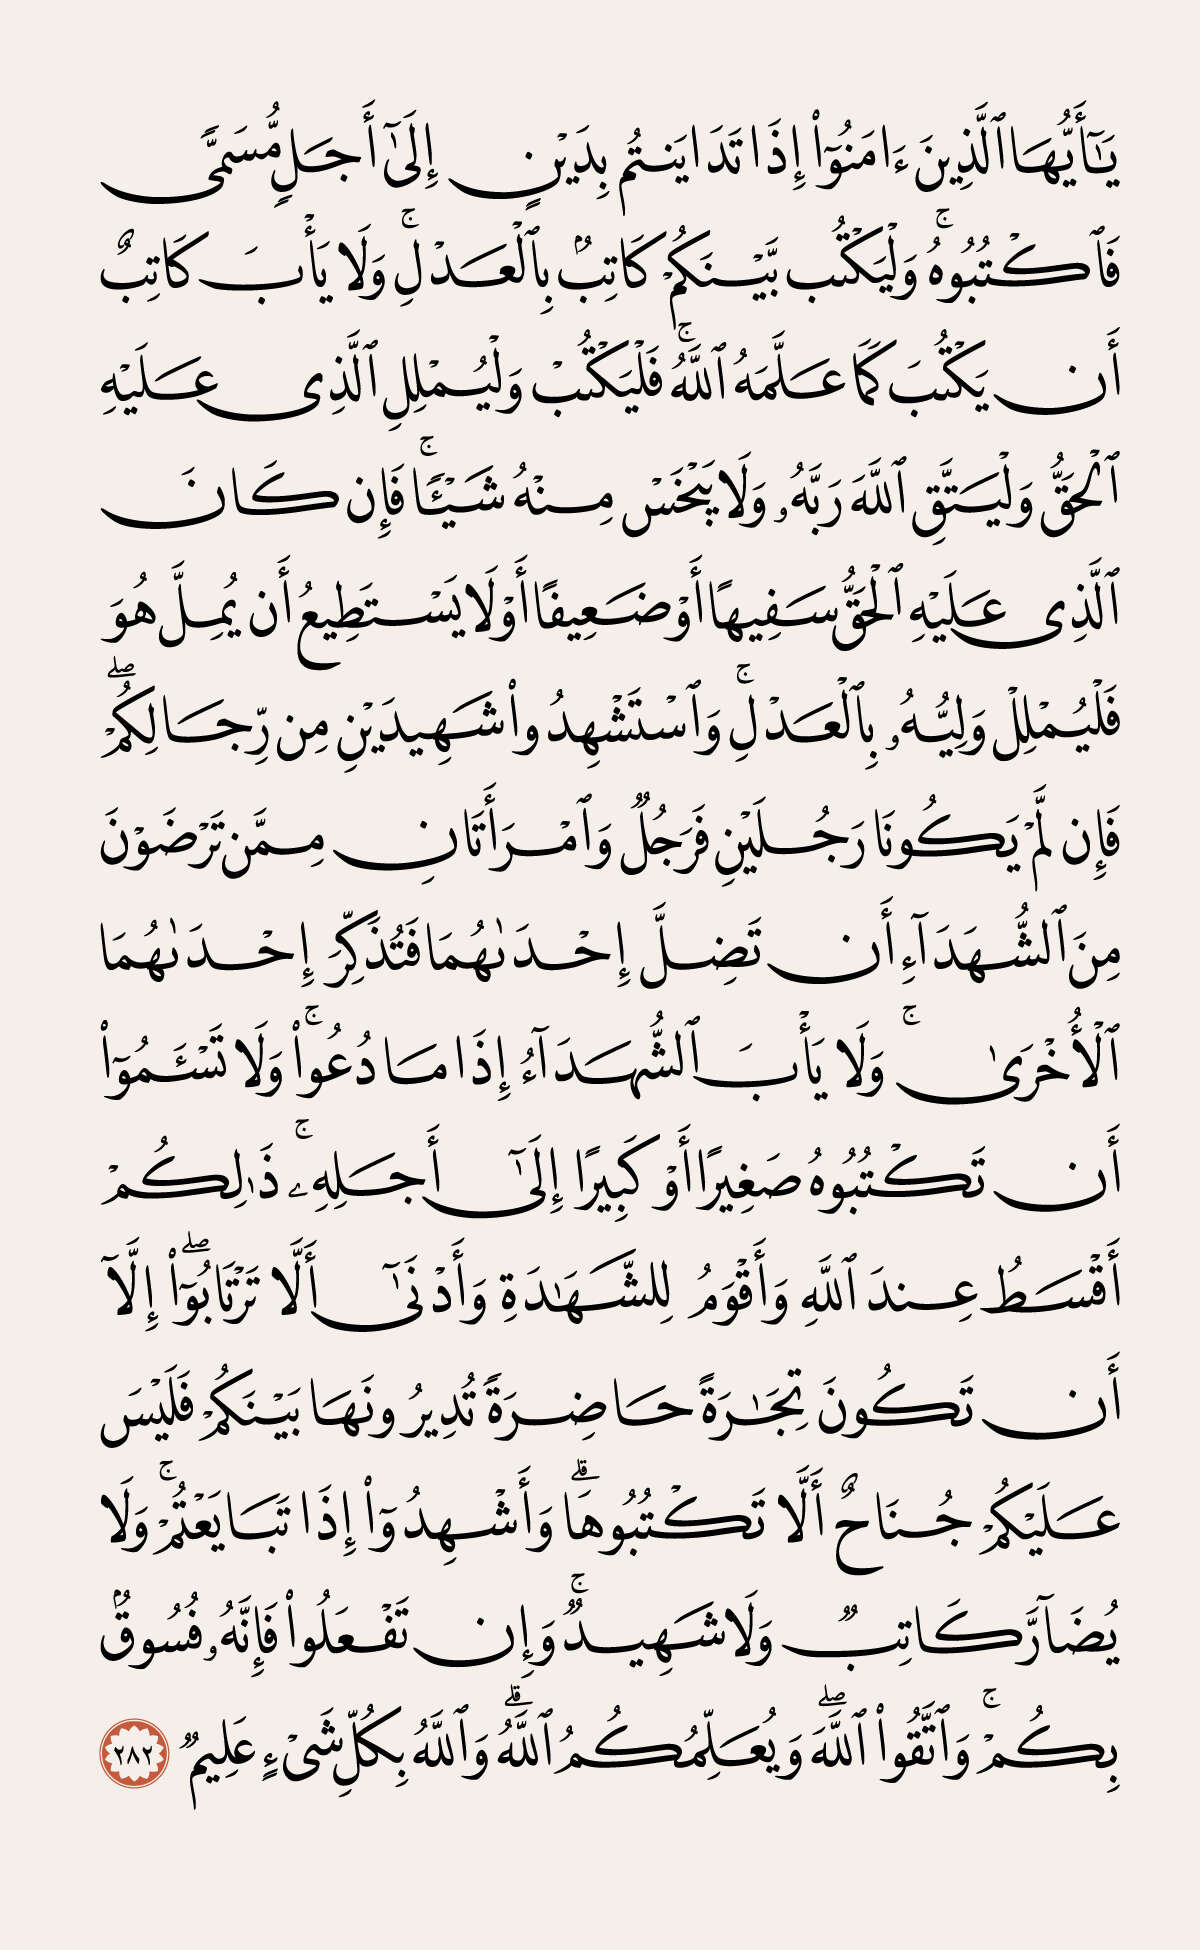 يَـٰٓأَيُّهَا ٱلَّذِينَ ءَامَنُوٓا۟ إِذَا تَدَايَنتُم بِدَيْنٍ إِلَىٰٓ أَجَلٍ مُّسَمًّى
فَٱكْتُبُوهُ ۚ وَلْيَكْتُب بَّيْنَكُمْ كَاتِبٌۢ بِٱلْعَدْلِ ۚ وَلَا يَأْبَ كَاتِبٌ
أَن يَكْتُبَ كَمَا عَلَّمَهُ ٱللَّهُ ۚ فَلْيَكْتُبْ وَلْيُمْلِلِ ٱلَّذِى عَلَيْهِ
ٱلْحَقُّ وَلْيَتَّقِ ٱللَّهَ رَبَّهُۥ وَلَا يَبْخَسْ مِنْهُ شَيْـًٔا ۚ فَإِن كَانَ
ٱلَّذِى عَلَيْهِ ٱلْحَقُّ سَفِيهًا أَوْ ضَعِيفًا أَوْ لَا يَسْتَطِيعُ أَن يُمِلَّ هُوَ
فَلْيُمْلِلْ وَلِيُّهُۥ بِٱلْعَدْلِ ۚ وَٱسْتَشْهِدُوا۟ شَهِيدَيْنِ مِن رِّجَالِكُمْ ۖ
فَإِن لَّمْ يَكُونَا رَجُلَيْنِ فَرَجُلٌ وَٱمْرَأَتَانِ مِمَّن تَرْضَوْنَ
مِنَ ٱلشُّهَدَآءِ أَن تَضِلَّ إِحْدَىٰهُمَا فَتُذَكِّرَ إِحْدَىٰهُمَا
ٱلْأُخْرَىٰ ۚ وَلَا يَأْبَ ٱلشُّهَدَآءُ إِذَا مَا دُعُوا۟ ۚ وَلَا تَسْـَٔمُوٓا۟
أَن تَكْتُبُوهُ صَغِيرًا أَوْ كَبِيرًا إِلَىٰٓ أَجَلِهِۦ ۚ ذَٰلِكُمْ
أَقْسَطُ عِندَ ٱللَّهِ وَأَقْوَمُ لِلشَّهَـٰدَةِ وَأَدْنَىٰٓ أَلَّا تَرْتَابُوٓا۟ ۖ إِلَّآ
أَن تَكُونَ تِجَـٰرَةً حَاضِرَةً تُدِيرُونَهَا بَيْنَكُمْ فَلَيْسَ
عَلَيْكُمْ جُنَاحٌ أَلَّا تَكْتُبُوهَا ۗ وَأَشْهِدُوٓا۟ إِذَا تَبَايَعْتُمْ ۚ وَلَا
يُضَآرَّ كَاتِبٌ وَلَا شَهِيدٌ ۚ وَإِن تَفْعَلُوا۟ فَإِنَّهُۥ فُسُوقٌۢ
بِكُمْ ۚ وَٱتَّقُوا۟ ٱللَّهَ ۖ وَيُعَلِّمُكُمُ ٱللَّهُ ۗ وَٱللَّهُ بِكُلِّ شَىْءٍ عَلِيمٌ ٢٨٢